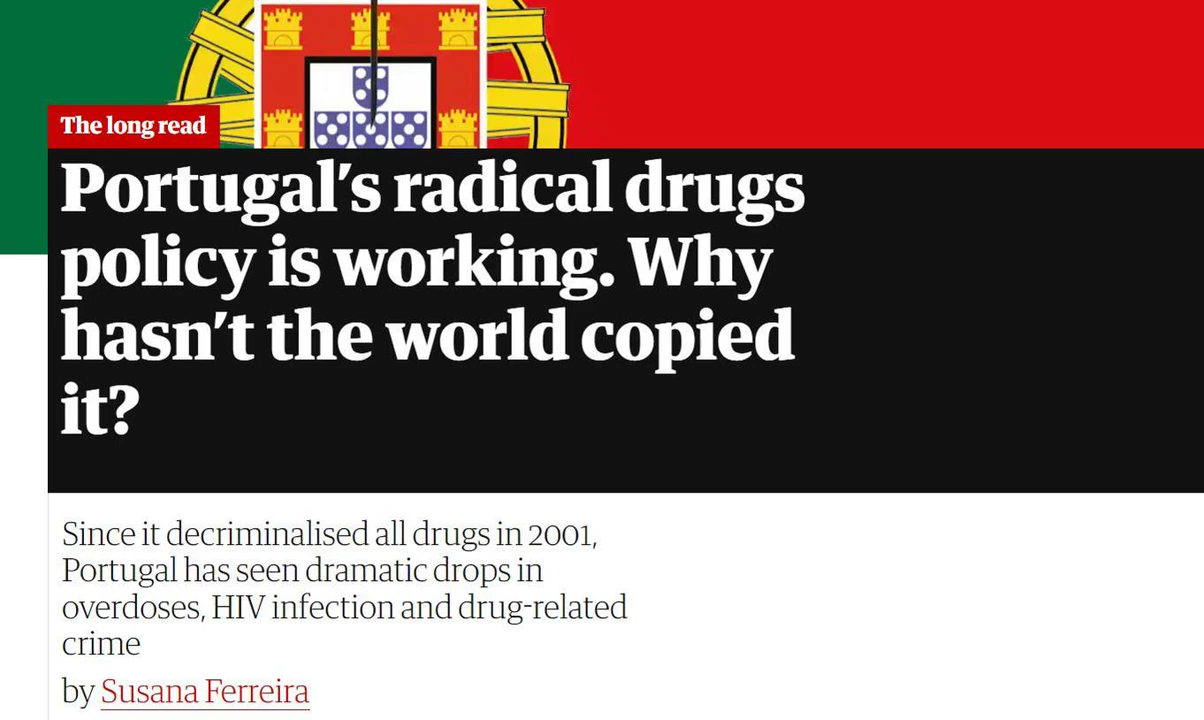 The long read
Portugal’s radical drugs
policy is working. Why
hasn’t the world copied
it?
Since it decriminalised all drugs in 2001,
Portugal has seen dramatic drops in
overdoses, HIV infection and drug-related
crime
by Susana Ferreira